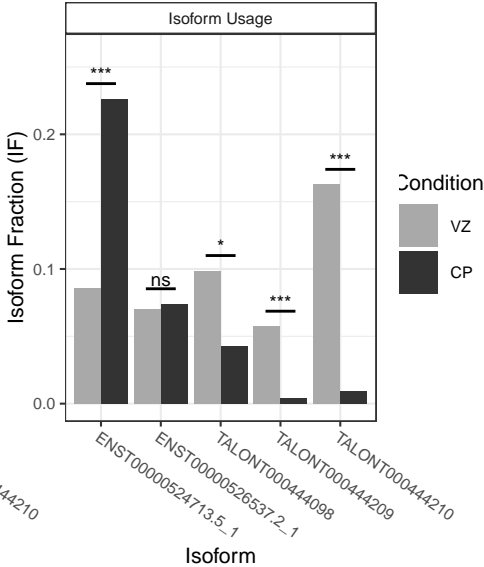 Isoform Usage
***
ns
*
***
***
0.2
0.1
0.0
Isoform Fraction (IF)
ENST00000524713.5_1
ENST00000526537.2_1
TALONT000444098
TALONT000444209
TALONT000444210
44210
Isoform
Condition
VZ
CP